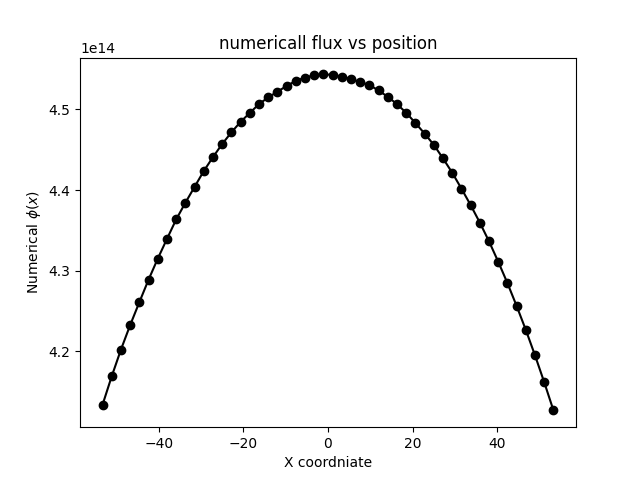 numericall flux vs position
1e14
4.5
4.4
4.3
4.2
Numerical ϕ(x)
−40 −20 0 20 40
X coordniate